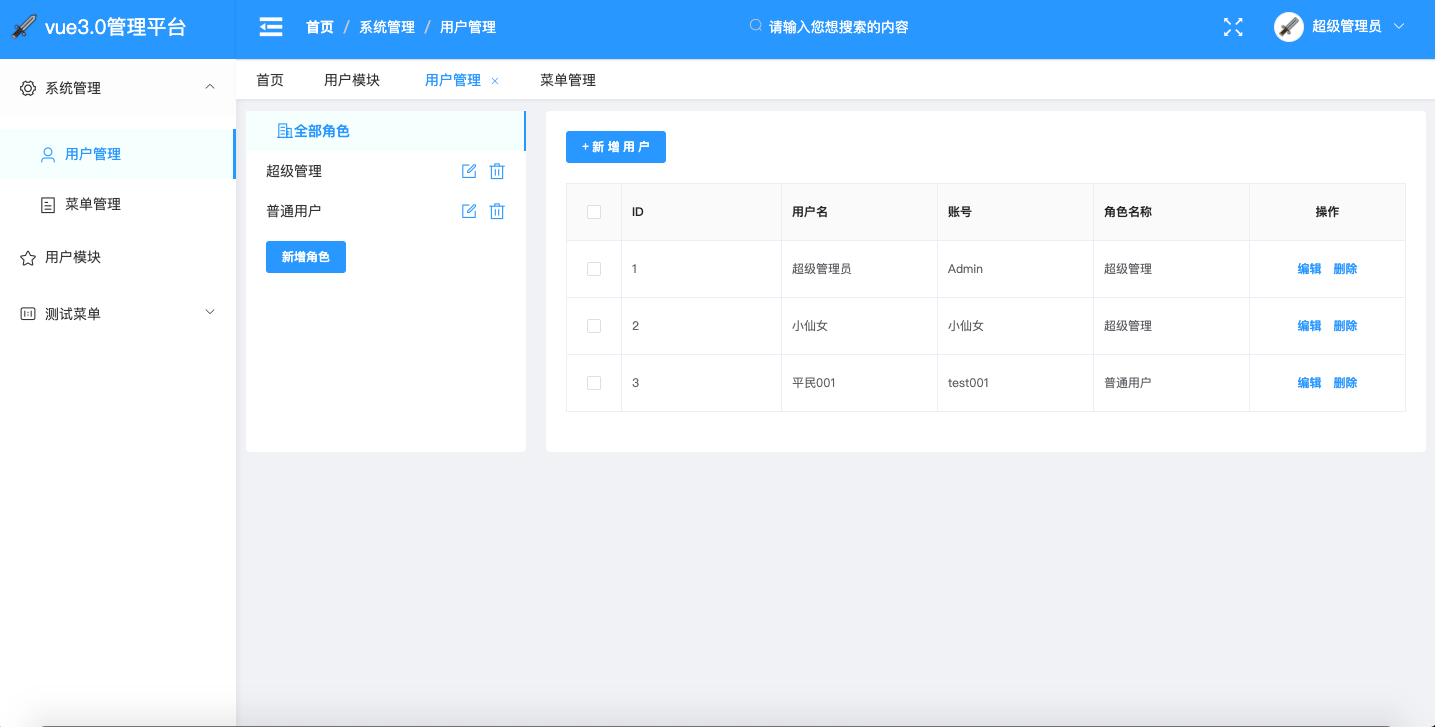 vue3.0管理平台
首页 / 系统管理 / 用户管理
请输入您想搜索的内容
超级管理员
系统管理
用户管理
菜单管理
用户模块
测试菜单
首页 用户模块 用户管理 × 菜单管理
全部角色
超级管理
普通用户
新增角色
+ 新增用户
ID 用户名 账号 角色名称 操作
1 超级管理员 Admin 超级管理 编辑 删除
2 小仙女 小仙女 超级管理 编辑 删除
3 平民001 test001 普通用户 编辑 删除